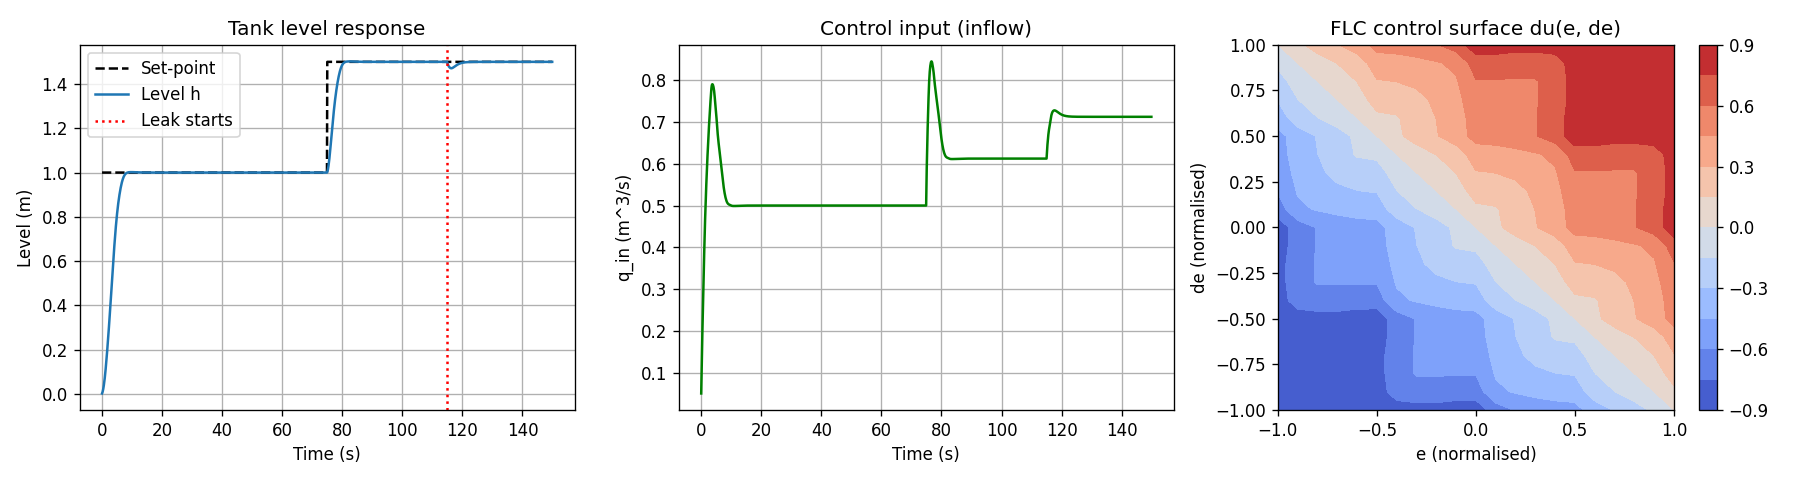 Tank level response
Set-point
Level h
Leak starts
1.4
1.2
1.0
0.8
0.6
0.4
0.2
0.0
Level (m)
0 20 40 60 80 100 120 140
Time (s)
Control input (inflow)
0.8
0.7
0.6
0.5
0.4
0.3
0.2
0.1
q_in (m^3/s)
0 20 40 60 80 100 120 140
Time (s)
FLC control surface du(e, de)
1.00
0.75
0.50
0.25
0.00
−0.25
−0.50
−0.75
−1.00
de (normalised)
−1.0 −0.5 0.0 0.5 1.0
e (normalised)
0.9
0.6
0.3
0.0
−0.3
−0.6
−0.9